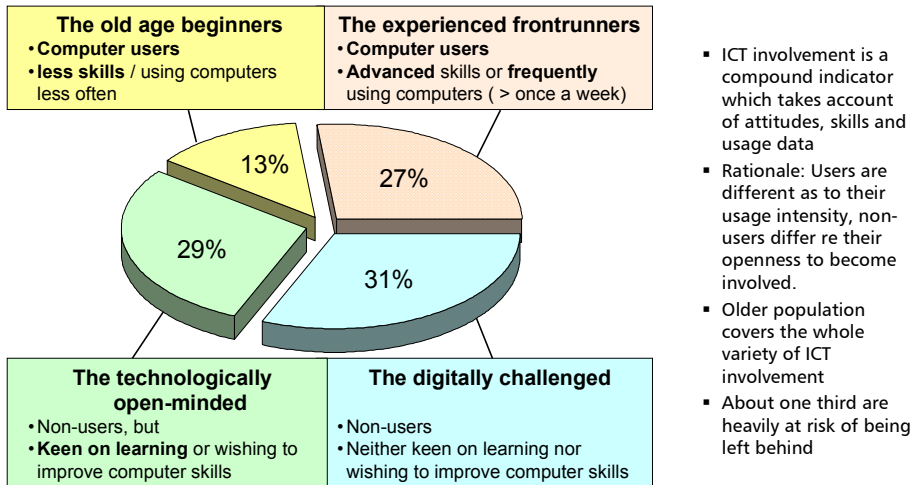 The old age beginners
•Computer users
•less skills / using computers
less often
The experienced frontrunners
•Computer users
•Advanced skills or frequently
using computers ( > once a week)
13%
27%
29%
31%
The technologically
open-minded
•Non-users, but
•Keen on learning or wishing to
improve computer skills
The digitally challenged
•Non-users
•Neither keen on learning nor
wishing to improve computer skills
▪ ICT involvement is a
compound indicator
which takes account
of attitudes, skills and
usage data
▪ Rationale: Users are
different as to their
usage intensity, non-
users differ re their
openness to become
involved.
▪ Older population
covers the whole
variety of ICT
involvement
▪ About one third are
heavily at risk of being
left behind